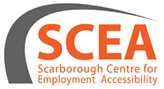 SCEA
Scarborough Centre for
Employment Accessibility